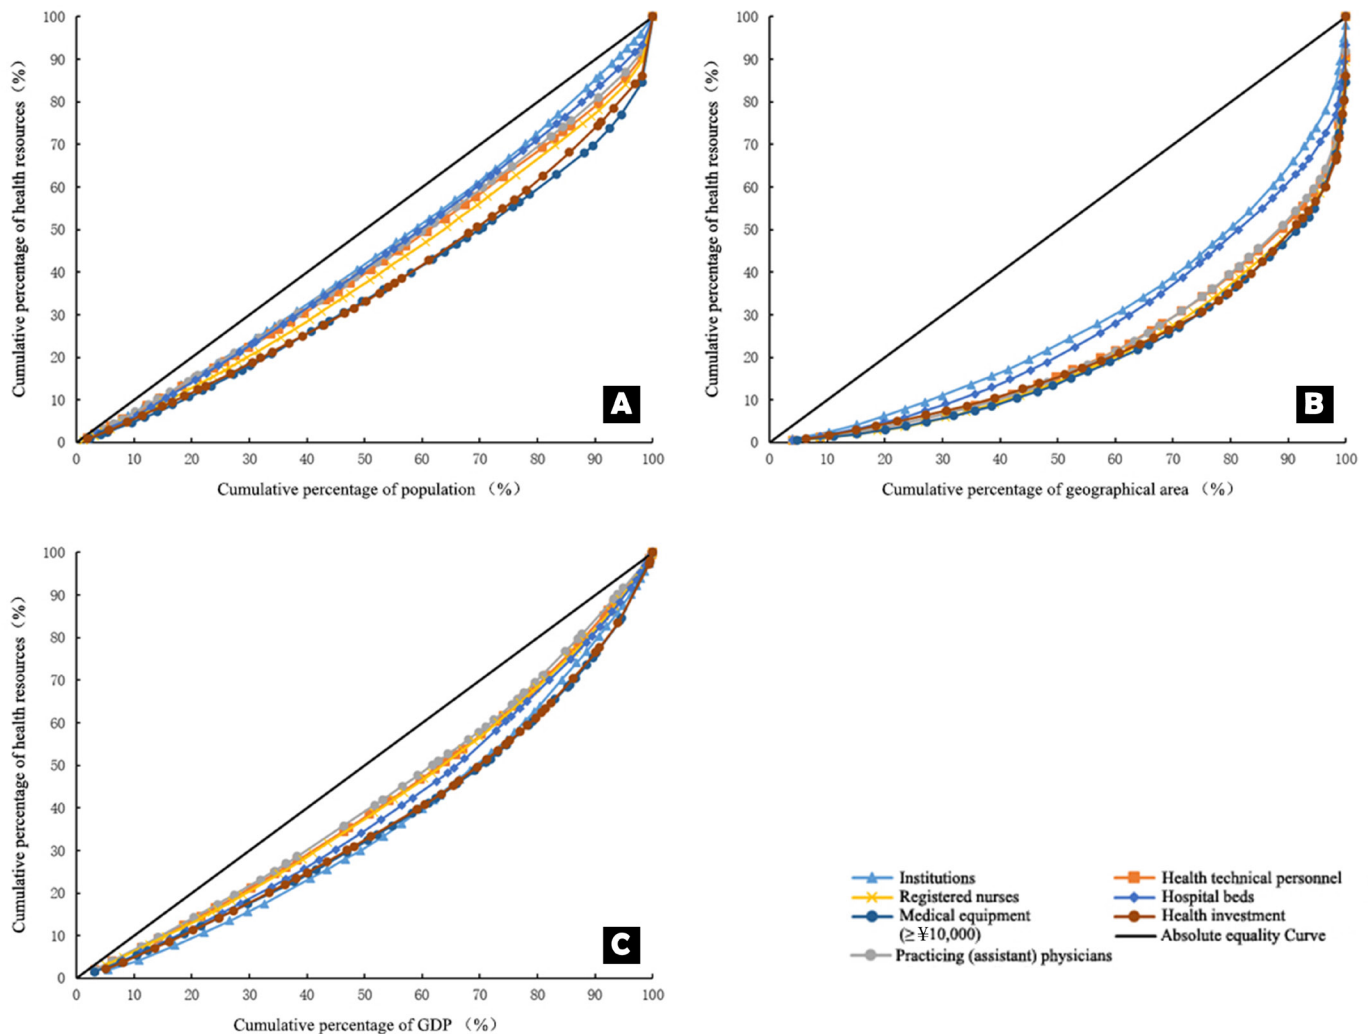 100
90
80
70
60
50
40
30
20
10
0
Cumulative percentage of health resources（%）
0 10 20 30 40 50 60 70 80 90 100
Cumulative percentage of population （%）
A
100
90
80
70
60
50
40
30
20
10
0
Cumulative percentage of health resources（%）
0 10 20 30 40 50 60 70 80 90 100
Cumulative percentage of geographical area （%）
B
100
90
80
70
60
50
40
30
20
10
0
Cumulative percentage of health resources（%）
0 10 20 30 40 50 60 70 80 90 100
Cumulative percentage of GDP （%）
C
Institutions
Health technical personnel
Registered nurses
Hospital beds
Medical equipment
(≥¥10,000)
Health investment
Absolute equality Curve
Practicing (assistant) physicians